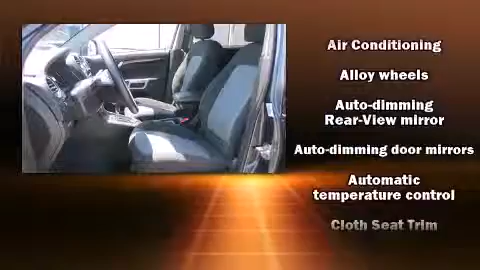 Air Conditioning
Alloy wheels
Auto-dimming
Rear-View mirror
Auto-dimming door mirrors
Automatic
temperature control
Cloth Seat Trim